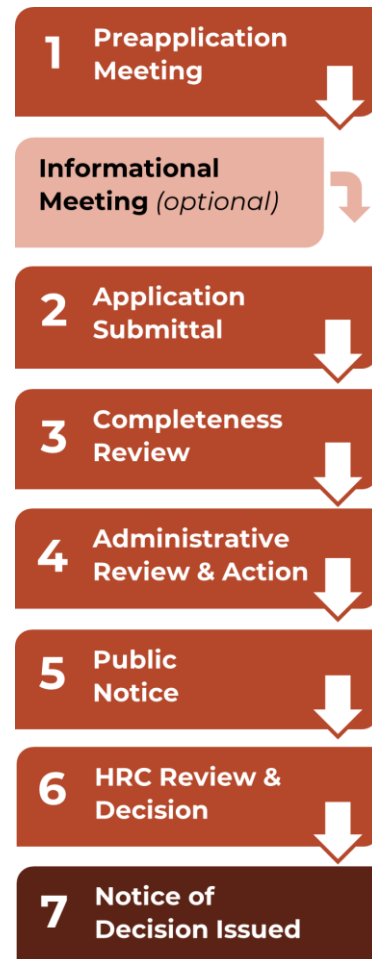 1 Preapplication
Meeting
Informational
Meeting (optional)
2 Application
Submittal
3 Completeness
Review
4 Administrative
Review & Action
5 Public
Notice
6 HRC Review &
Decision
7 Notice of
Decision Issued